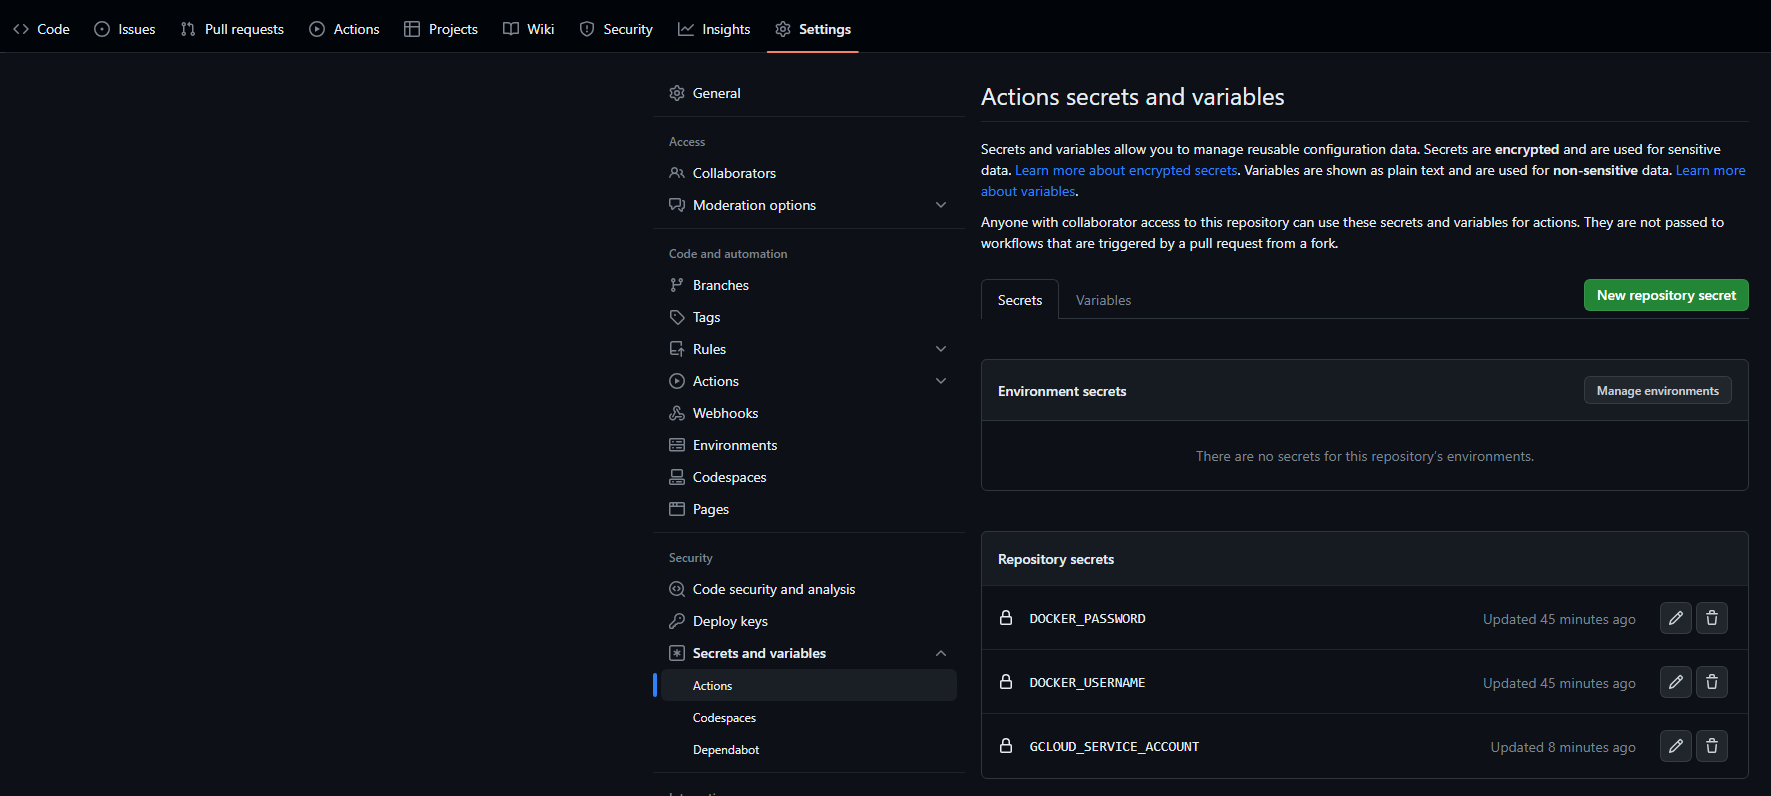 Code Issues Pull requests Actions Projects Wiki Security Insights Settings
General
Access
Collaborators
Moderation options
Code and automation
Branches
Tags
Rules
Actions
Webhooks
Environments
Codespaces
Pages
Security
Code security and analysis
Deploy keys
Secrets and variables
Actions
Codespaces
Dependabot
Actions secrets and variables
Secrets and variables allow you to manage reusable configuration data. Secrets are encrypted and are used for sensitive
data. Learn more about encrypted secrets. Variables are shown as plain text and are used for non-sensitive data. Learn more
about variables.
Anyone with collaborator access to this repository can use these secrets and variables for actions. They are not passed to
workflows that are triggered by a pull request from a fork.
Secrets Variables New repository secret
Environment secrets Manage environments
There are no secrets for this repository's environments.
Repository secrets
DOCKER_PASSWORD Updated 45 minutes ago
DOCKER_USERNAME Updated 45 minutes ago
GCLOUD_SERVICE_ACCOUNT Updated 8 minutes ago